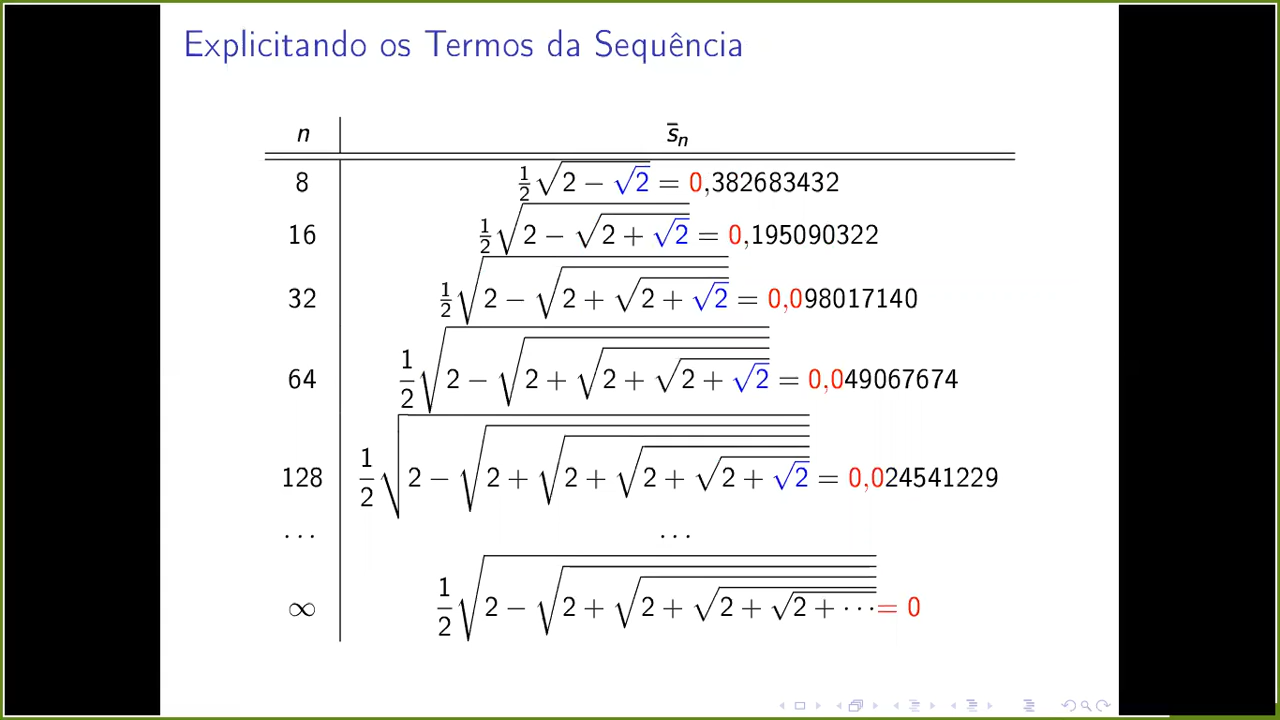 Explicitando os Termos da Sequência
n s̄ₙ
8 ½√(2 − √2) = 0,382683432
16 ½√(2 − √(2 + √2)) = 0,195090322
32 ½√(2 − √(2 + √(2 + √2))) = 0,098017140
64 ½√(2 − √(2 + √(2 + √(2 + √2)))) = 0,049067674
128 ½√(2 − √(2 + √(2 + √(2 + √(2 + √2))))) = 0,024541229
... ...
∞ ½√(2 − √(2 + √(2 + √(2 + √(2 + ···))))) = 0